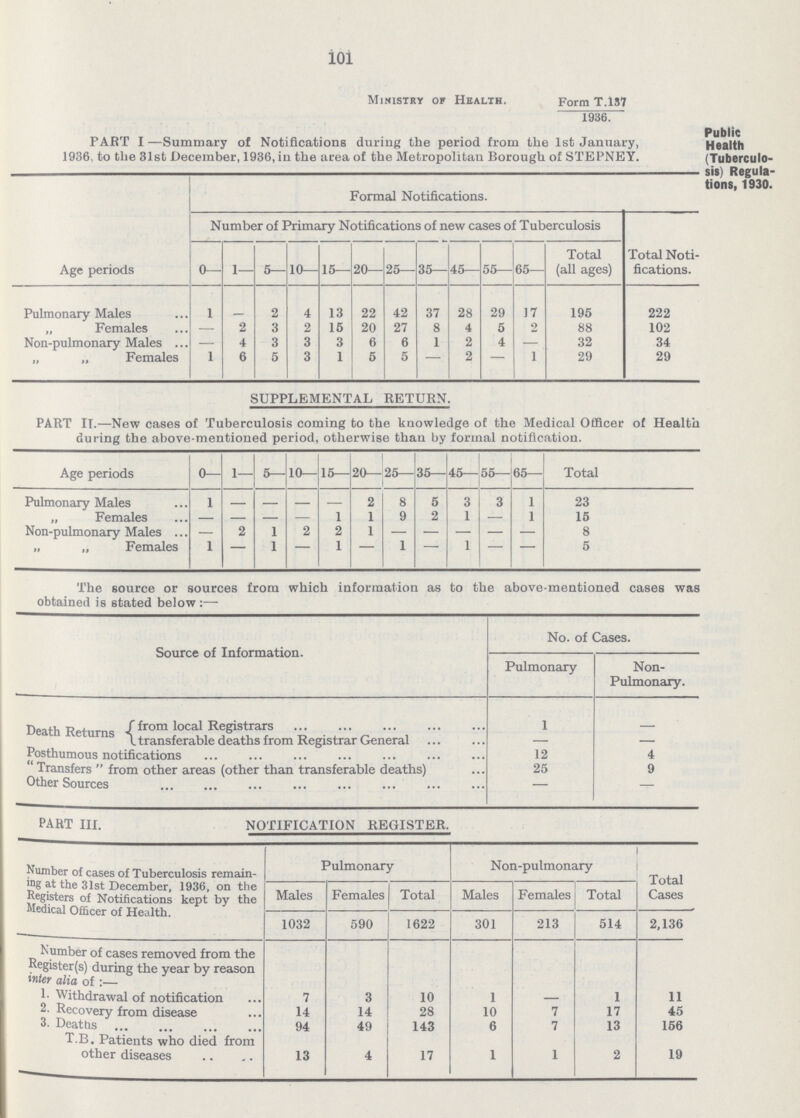 101
Ministry of Health. Form T.137
1936.
Public
Health
(Tuberculo-
sis) Regula-
tions, 1930.
PART I —Summary of Notifications during the period from the 1st January,
1936, to the 31st December, 1936, in the area of the Metropolitan Borough of STEPNEY.
Formal Notifications.
Number of Primary Notifications of new cases of Tuberculosis
Age periods 0— 1— 5— 10— 15— 20— 25— 35— 45— 55— 65— Total (all ages) Total Noti-
fications.
Pulmonary Males ... 1 — 2 4 13 22 42 37 28 29 17 195 222
„ Females ... — 2 3 2 15 20 27 8 4 5 2 88 102
Non-pulmonary Males ... — 4 3 3 3 6 6 1 2 4 — 32 34
„ „ Females 1 6 5 3 1 5 5 — 2 — 1 29 29
SUPPLEMENTAL RETURN.
PART II.—New cases of Tuberculosis coming to the knowledge of the Medical Officer of Health
during the above-mentioned period, otherwise than by formal notification.
Age periods 0— 1— 5— 10— 15— 20— 25— 35— 45— 55— 65— Total
Pulmonary Males ... 1 — — — — 2 8 5 3 3 1 23
„ Females ... — — — — 1 1 9 2 1 — 1 15
Non-pulmonary Males ... — 2 1 2 2 1 — — — — — 8
„ „ Females 1 — 1 — 1 — 1 — 1 — — 5
The source or sources from which information as to the above-mentioned cases was
obtained is stated below :—
Source of Information. No. of Cases.
Pulmonary Non-
Pulmonary.
Death Returns { from local Registrars ... ... ... ... ... 1 —
transferable deaths from Registrar General ... ... — —
Posthumous notifications ... ... ... ... ... ... ... 12 4
" Transfers " from other areas (other than transferable deaths) ... 25 9
Other Sources ... ... ... ... ... ... ... ... — —
PART III. NOTIFICATION REGISTER.
Number of cases of Tuberculosis remain-
ing at the 31st December, 1936, on the
Registers of Notifications kept by the
Medical Officer of Health.
Pulmonary Non-pulmonary Total
Cases
Males Females Total Males Females Total
1032 590 1622 301 213 514 2,136
Number of cases removed from the
Register(s) during the year by reason
inter alia of :—
1. Withdrawal of notification ... 7 3 10 1 — 1 11
2. Recovery from disease ... 14 14 28 10 7 17 45
3. Deaths ... ... ... ... 94 49 143 6 7 13 156
T.B. Patients who died from
other diseases .. .. 13 4 17 1 1 2 19